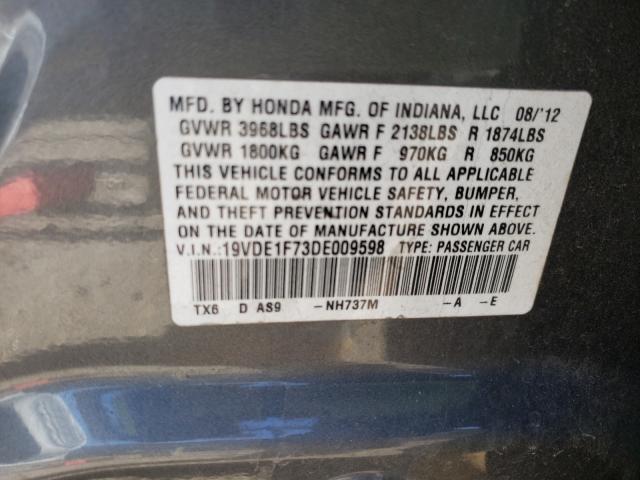 MFD. BY HONDA MFG. OF INDIANA, LLC 08/'12
GVWR 3968LBS GAWR F 2138LBS R 1874LBS
GVWR 1800KG GAWR F 970KG R 850KG
THIS VEHICLE CONFORMS TO ALL APPLICABLE
FEDERAL MOTOR VEHICLE SAFETY, BUMPER,
AND THEFT PREVENTION STANDARDS IN EFFECT
ON THE DATE OF MANUFACTURE SHOWN ABOVE.
V.I.N.:19VDE1F73DE009598 TYPE: PASSENGER CAR
TX6 D AS9 -NH737M -A -E